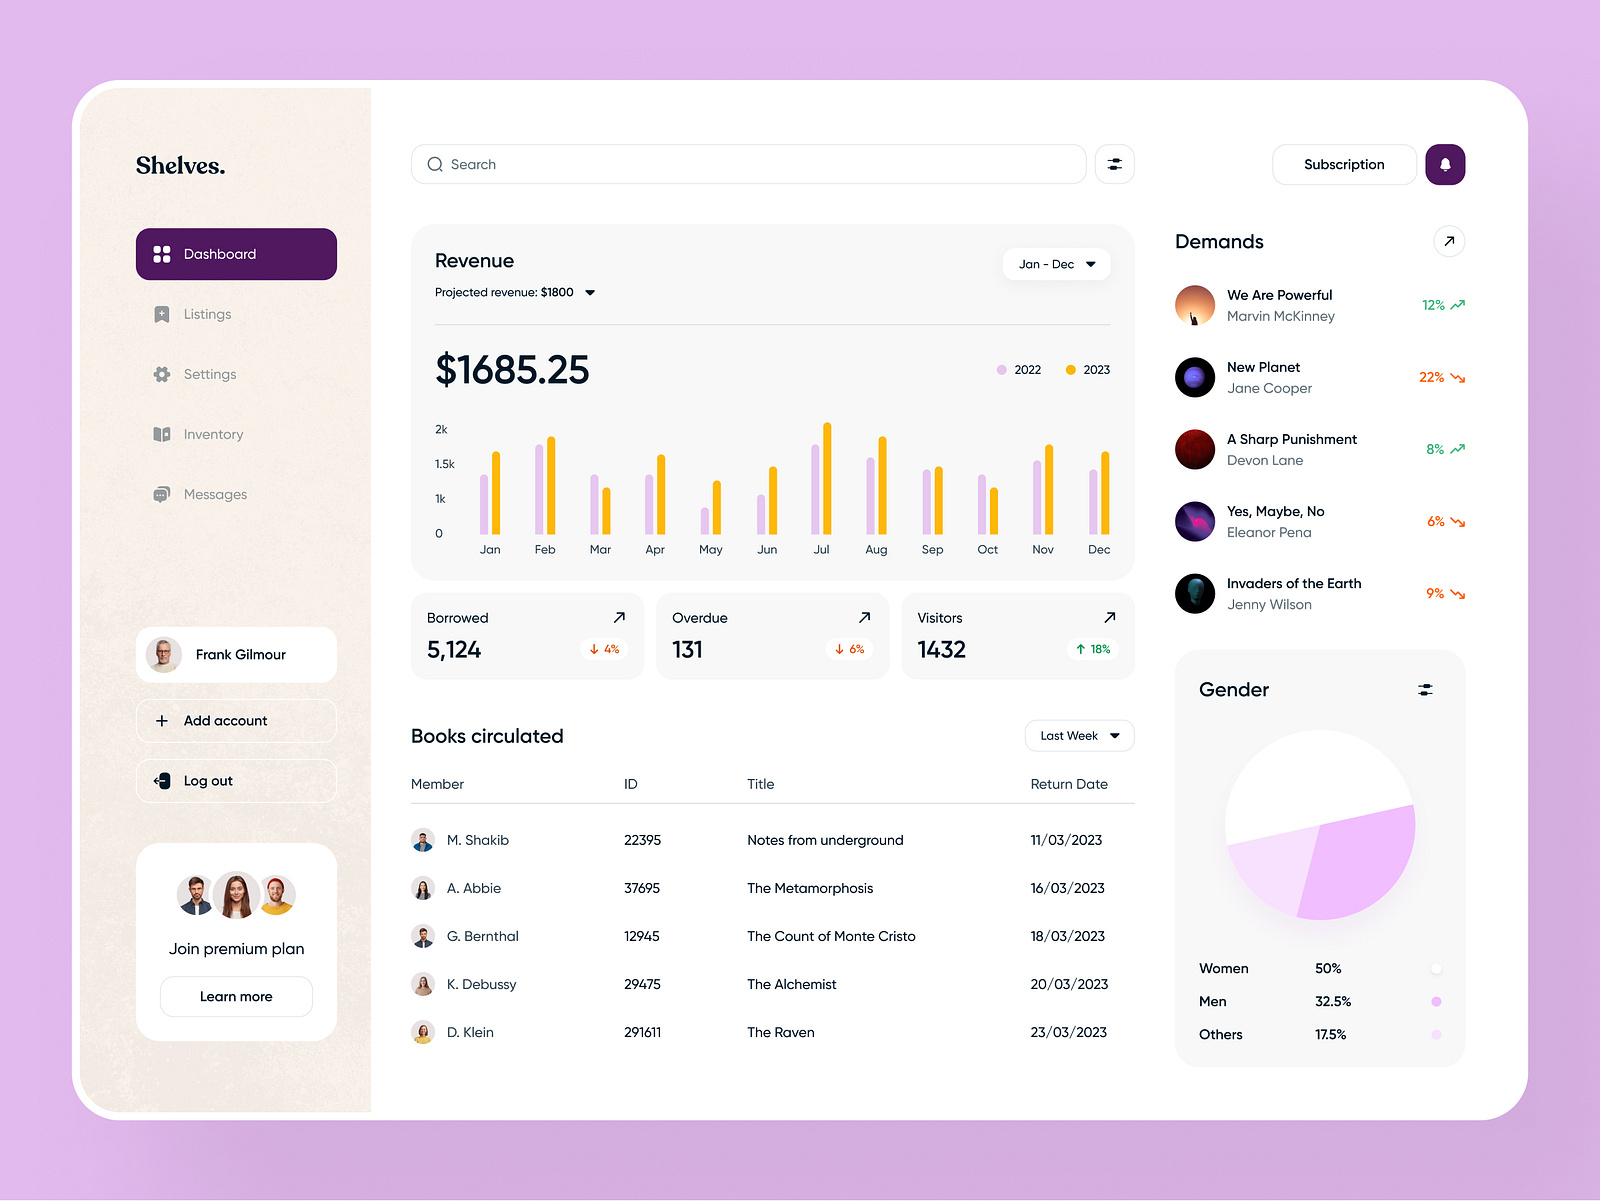 Shelves.
Dashboard
Listings
Settings
Inventory
Messages
Frank Gilmour
Add account
Log out
Join premium plan
Learn more
Search
Subscription
Revenue
Jan - Dec
Projected revenue: $1800
$1685.25
2022
2023
2k
1.5k
1k
0
Jan Feb Mar Apr May Jun Jul Aug Sep Oct Nov Dec
Borrowed
5,124
4%
Overdue
131
6%
Visitors
1432
18%
Books circulated
Last Week
Member ID Title Return Date
M. Shakib 22395 Notes from underground 11/03/2023
A. Abbie 37695 The Metamorphosis 16/03/2023
G. Bernthal 12945 The Count of Monte Cristo 18/03/2023
K. Debussy 29475 The Alchemist 20/03/2023
D. Klein 291611 The Raven 23/03/2023
Demands
We Are Powerful
Marvin McKinney
12%
New Planet
Jane Cooper
22%
A Sharp Punishment
Devon Lane
8%
Yes, Maybe, No
Eleanor Pena
6%
Invaders of the Earth
Jenny Wilson
9%
Gender
Women 50%
Men 32.5%
Others 17.5%